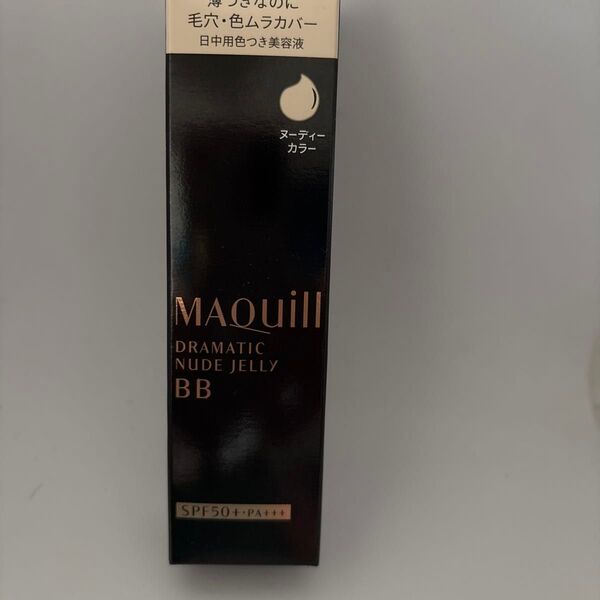 薄づきなのに
毛穴・色ムラカバー
日中用色つき美容液
ヌーディー
カラー
MAQuill
DRAMATIC
NUDE JELLY
BB
SPF50+・PA+++